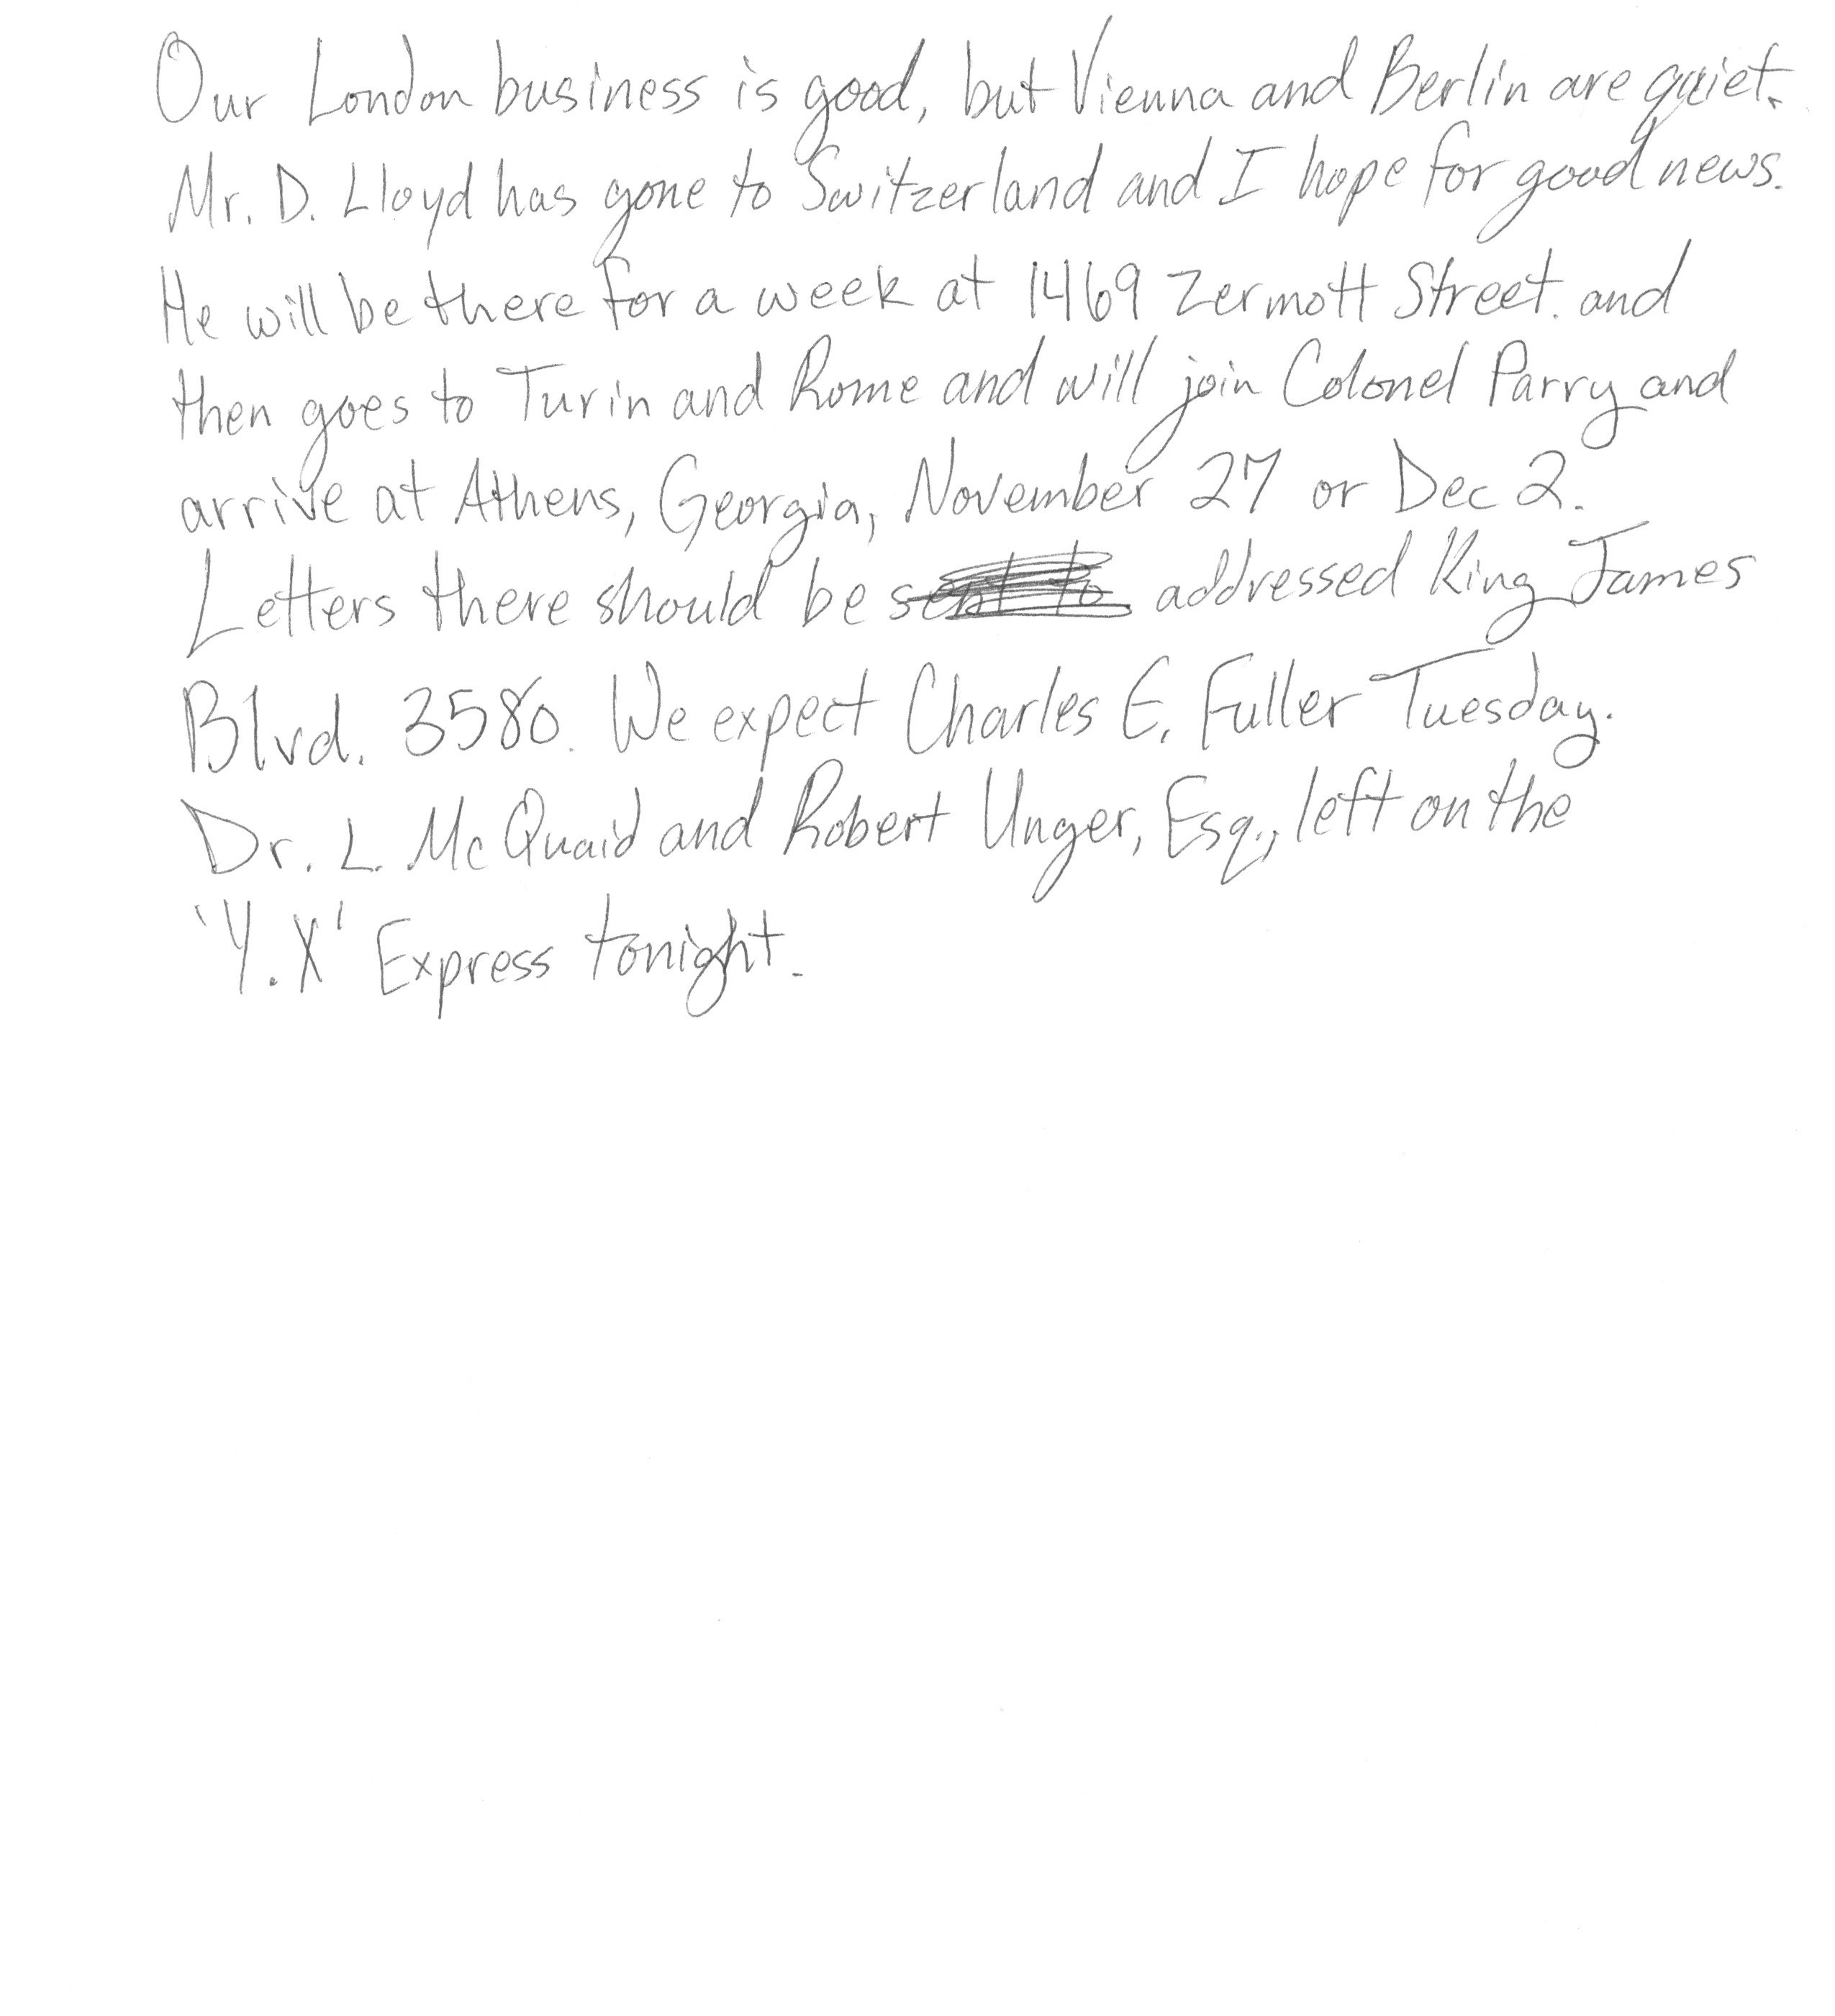 Our London business is good, but Vienna and Berlin are quiet.
Mr. D. Lloyd has gone to Switzerland and I hope for good news.
He will be there for a week at 1469 Zermott Street. and
then goes to Turin and Rome and will join Colonel Parry and
arrive at Athens, Georgia, November 27 or Dec 2.
Letters there should be addressed King James
Blvd. 3580. We expect Charles E. Fuller Tuesday.
Dr. L. McQuaid and Robert Unger, Esq., left on the
'Y.X' Express tonight.